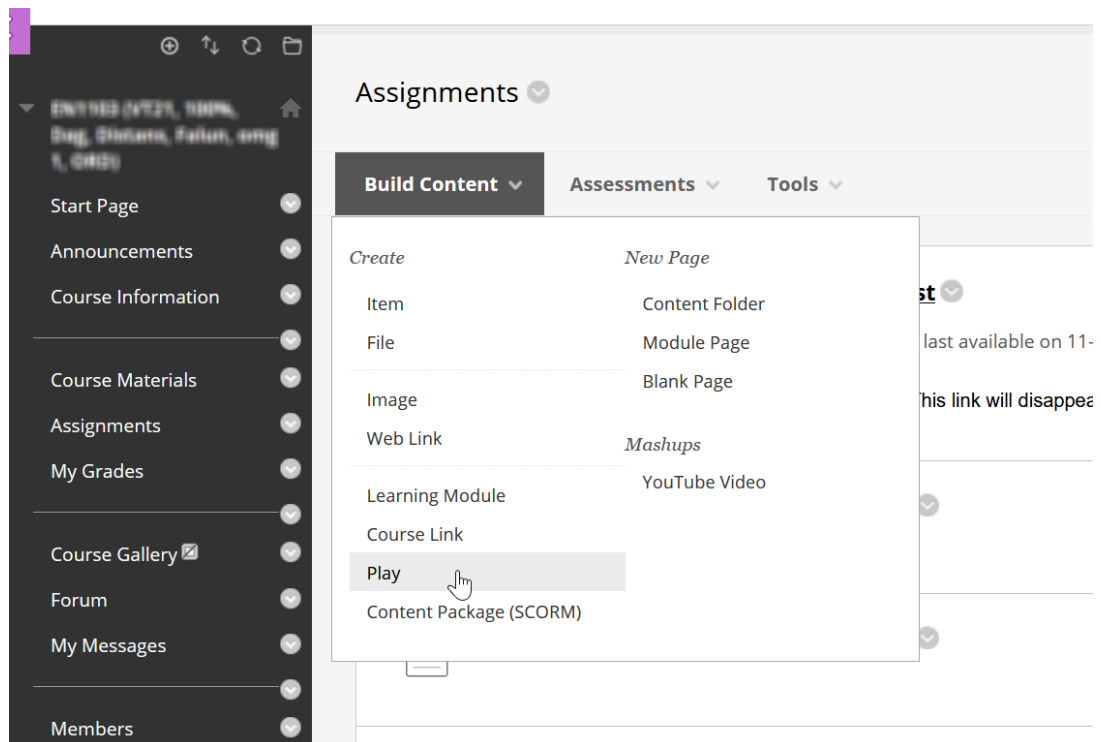 Start Page
Announcements
Course Information
Course Materials
Assignments
My Grades
Course Gallery
Forum
My Messages
Members
Assignments
Build Content
Assessments
Tools
Create
Item
File
Image
Web Link
Learning Module
Course Link
Play
Content Package (SCORM)
New Page
Content Folder
Module Page
Blank Page
Mashups
YouTube Video
st
last available on 11-
his link will disappea